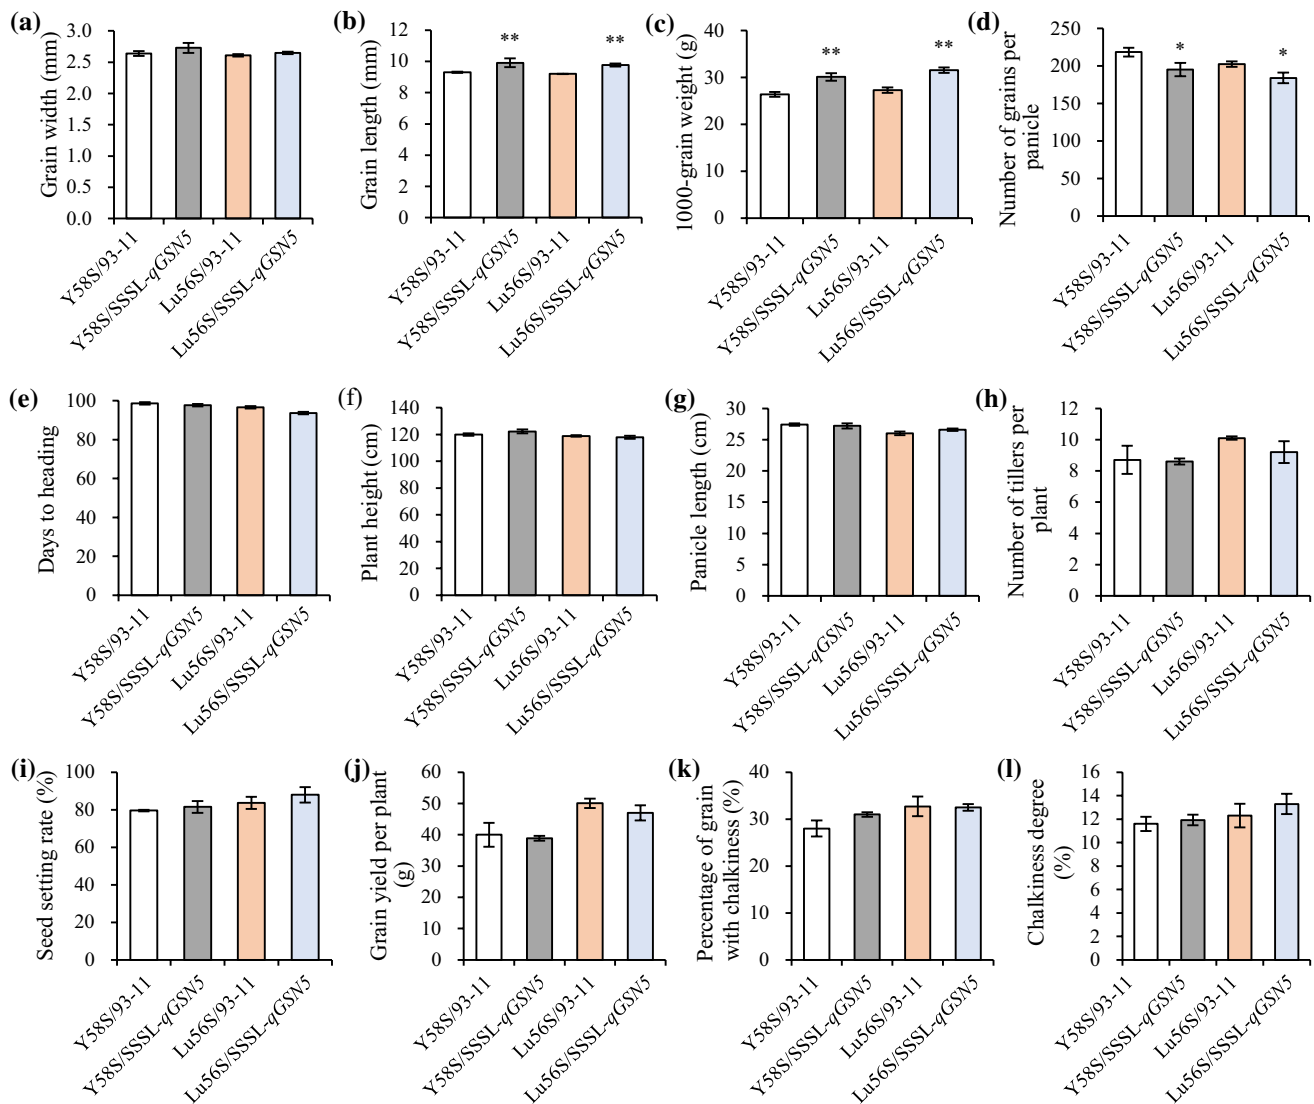 (a)
Grain width (mm)
3.0
2.5
2.0
1.5
1.0
0.5
0.0
Y58S/93-11
Y58S/SSSL-qGSN5
Lu56S/93-11
Lu56S/SSSL-qGSN5
(b)
Grain length (mm)
12
10
8
6
4
2
0
**
**
Y58S/93-11
Y58S/SSSL-qGSN5
Lu56S/93-11
Lu56S/SSSL-qGSN5
(c)
1000-grain weight (g)
40
30
20
10
0
**
**
Y58S/93-11
Y58S/SSSL-qGSN5
Lu56S/93-11
Lu56S/SSSL-qGSN5
(d)
Number of grains per
panicle
250
200
150
100
50
0
*
*
Y58S/93-11
Y58S/SSSL-qGSN5
Lu56S/93-11
Lu56S/SSSL-qGSN5
(e)
Days to heading
100
80
60
40
20
0
Y58S/93-11
Y58S/SSSL-qGSN5
Lu56S/93-11
Lu56S/SSSL-qGSN5
(f)
Plant height (cm)
140
120
100
80
60
40
20
0
Y58S/93-11
Y58S/SSSL-qGSN5
Lu56S/93-11
Lu56S/SSSL-qGSN5
(g)
Panicle length (cm)
30
25
20
15
10
5
0
Y58S/93-11
Y58S/SSSL-qGSN5
Lu56S/93-11
Lu56S/SSSL-qGSN5
(h)
Number of tillers per
plant
12
10
8
6
4
2
0
Y58S/93-11
Y58S/SSSL-qGSN5
Lu56S/93-11
Lu56S/SSSL-qGSN5
(i)
Seed setting rate (%)
100
80
60
40
20
0
Y58S/93-11
Y58S/SSSL-qGSN5
Lu56S/93-11
Lu56S/SSSL-qGSN5
(j)
Grain yield per plant
(g)
60
50
40
30
20
10
0
Y58S/93-11
Y58S/SSSL-qGSN5
Lu56S/93-11
Lu56S/SSSL-qGSN5
(k)
Percentage of grain
with chalkiness (%)
40
30
20
10
0
Y58S/93-11
Y58S/SSSL-qGSN5
Lu56S/93-11
Lu56S/SSSL-qGSN5
(l)
Chalkiness degree
(%)
16
14
12
10
8
6
4
2
0
Y58S/93-11
Y58S/SSSL-qGSN5
Lu56S/93-11
Lu56S/SSSL-qGSN5